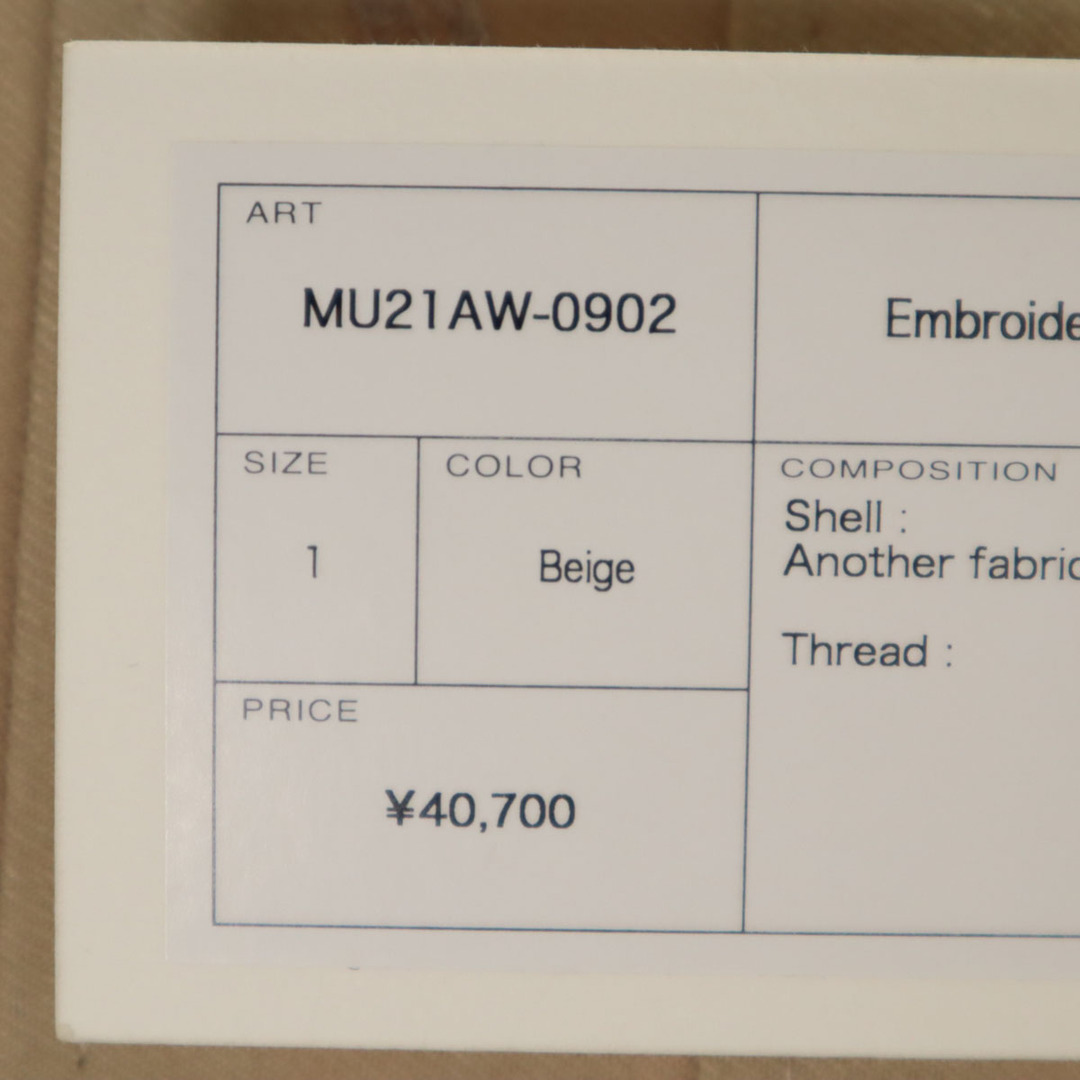 ART
MU21AW-0902
Embroide
SIZE
1
COLOR
Beige
COMPOSITION
Shell :
Another fabric
Thread :
PRICE
¥40,700